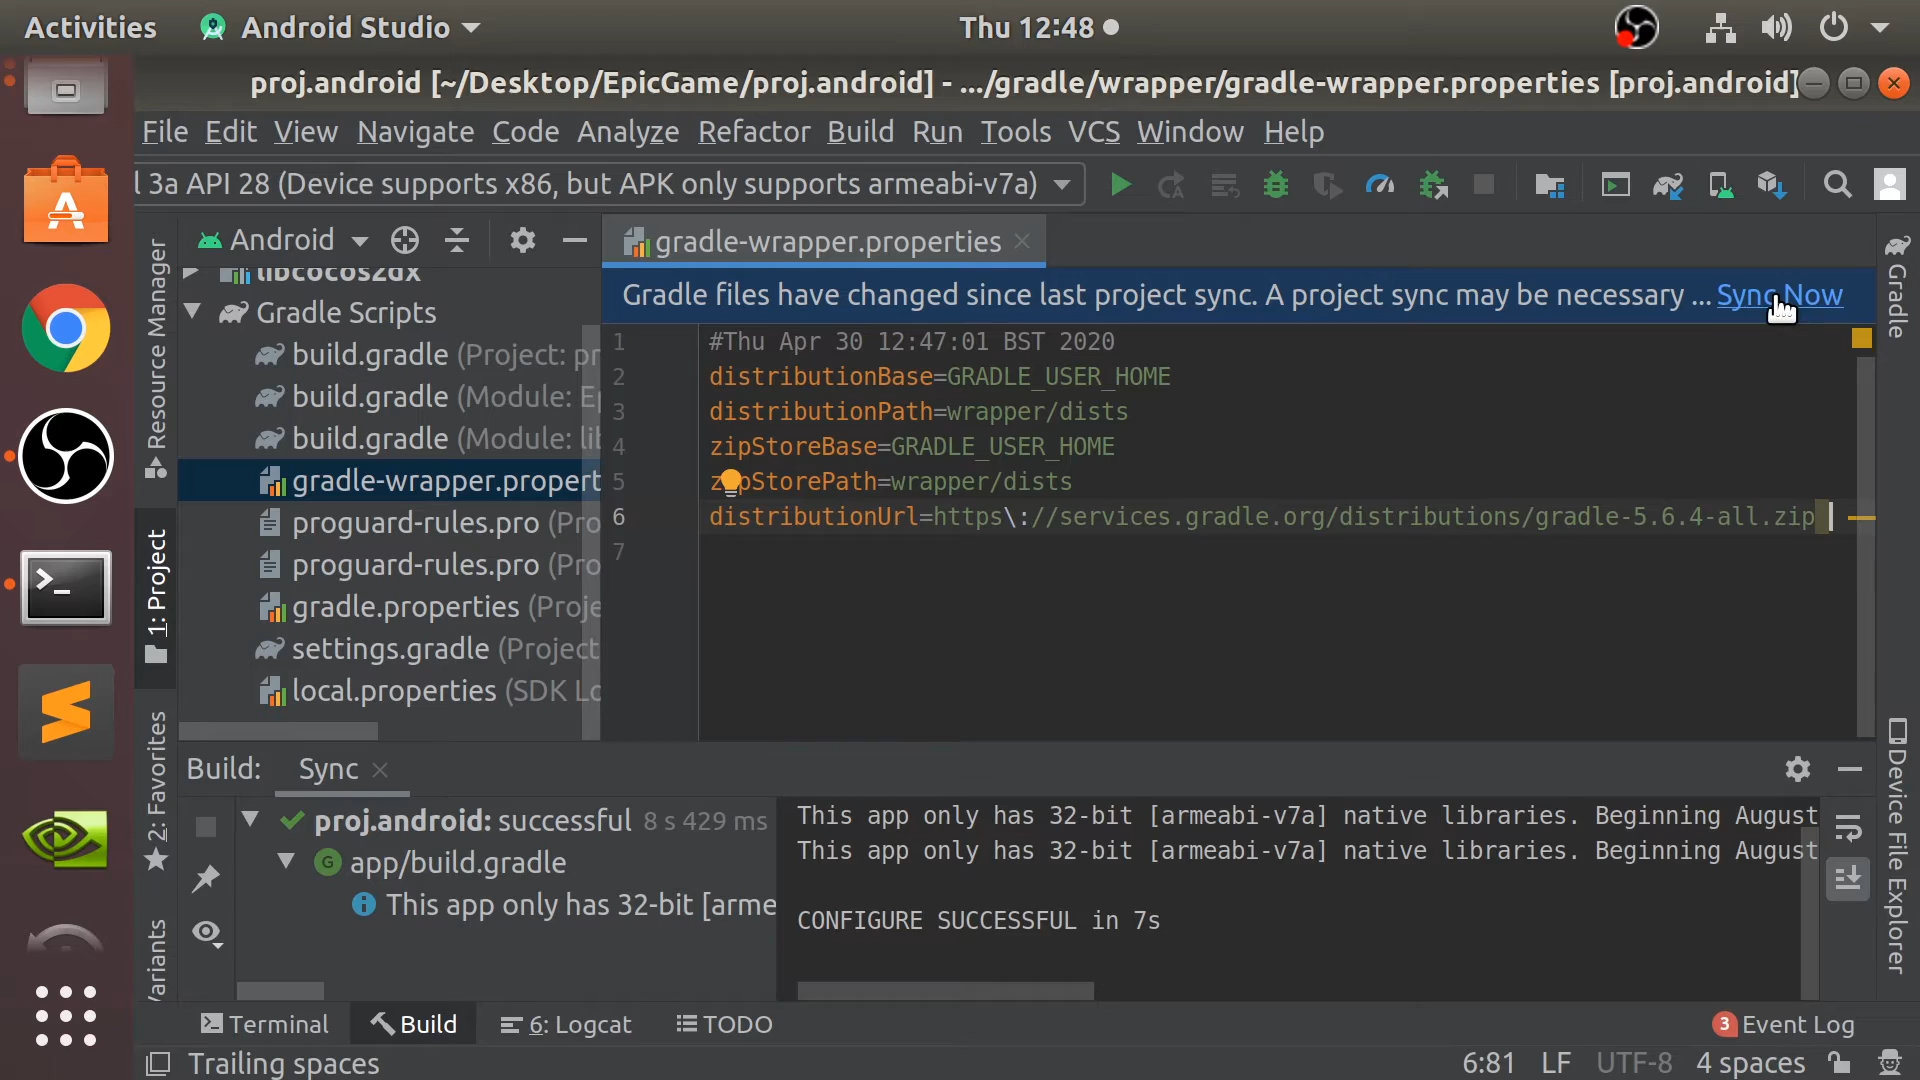 Activities
Android Studio
Thu 12:48
proj.android [~/Desktop/EpicGame/proj.android] - .../gradle/wrapper/gradle-wrapper.properties [proj.android]
File Edit View Navigate Code Analyze Refactor Build Run Tools VCS Window Help
3a API 28 (Device supports x86, but APK only supports armeabi-v7a)
Resource Manager
1: Project
2: Favorites
Android
libcocos2dx
Gradle Scripts
build.gradle (Project: pr
build.gradle (Module: Ep
build.gradle (Module: lib
gradle-wrapper.propert
proguard-rules.pro (Pro
proguard-rules.pro (Pro
gradle.properties (Proje
settings.gradle (Project
local.properties (SDK Lo
gradle-wrapper.properties
Gradle files have changed since last project sync. A project sync may be necessary ... Sync Now
1 #Thu Apr 30 12:47:01 BST 2020
2 distributionBase=GRADLE_USER_HOME
3 distributionPath=wrapper/dists
4 zipStoreBase=GRADLE_USER_HOME
5 zipStorePath=wrapper/dists
6 distributionUrl=https\://services.gradle.org/distributions/gradle-5.6.4-all.zip
7
Gradle
Device File Explorer
Build: Sync
proj.android: successful 8 s 429 ms
app/build.gradle
This app only has 32-bit [arme
This app only has 32-bit [armeabi-v7a] native libraries. Beginning August
This app only has 32-bit [armeabi-v7a] native libraries. Beginning August
CONFIGURE SUCCESSFUL in 7s
Terminal
Build
6: Logcat
TODO
3 Event Log
Trailing spaces
6:81 LF UTF-8 4 spaces